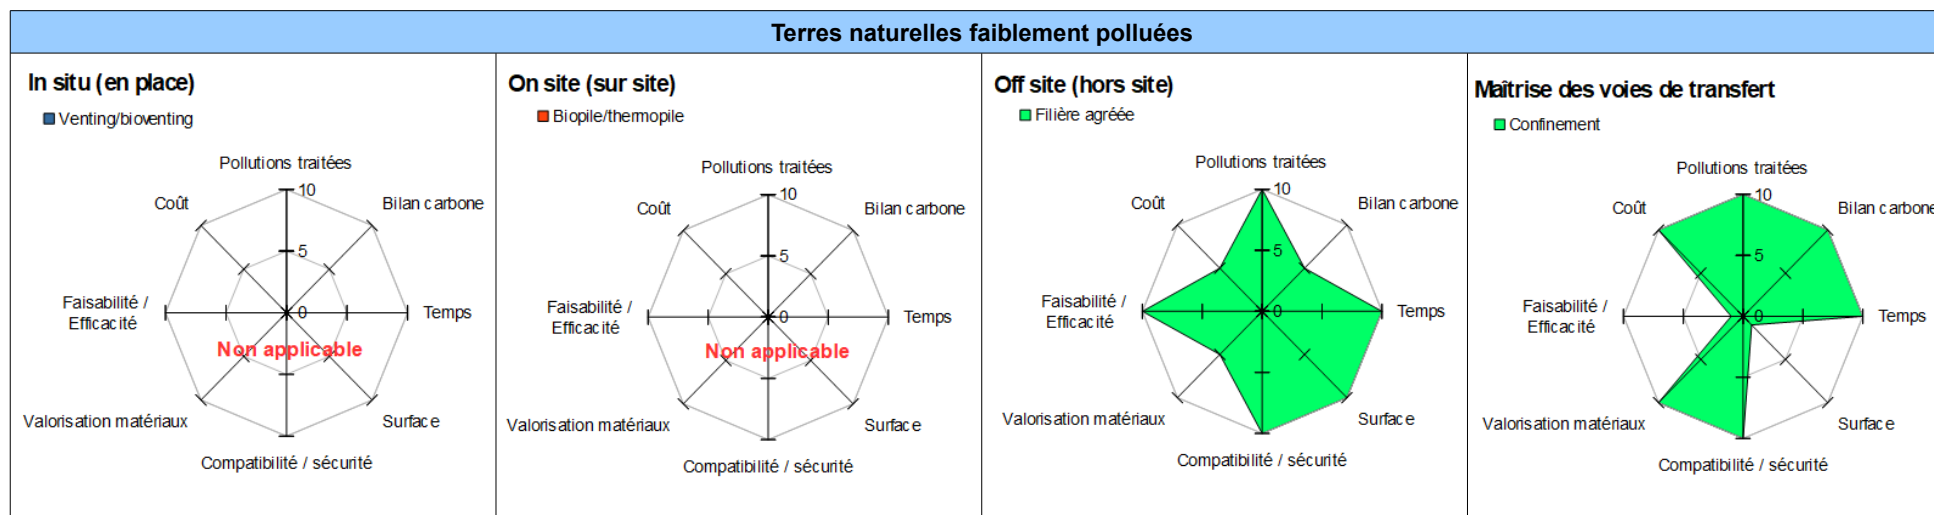 Terres naturelles faiblement polluées
In situ (en place)
Venting/bioventing
Pollutions traitées
10
Coût
Bilan carbone
5
Faisabilité /
Efficacité
0
Temps
Non applicable
Valorisation matériaux
Surface
Compatibilité / sécurité
On site (sur site)
Biopile/thermopile
Pollutions traitées
10
Coût
Bilan carbone
5
Faisabilité /
Efficacité
0
Temps
Non applicable
Valorisation matériaux
Surface
Compatibilité / sécurité
Off site (hors site)
Filière agréée
Pollutions traitées
10
Coût
Bilan carbone
5
Faisabilité /
Efficacité
0
Temps
Valorisation matériaux
Surface
Compatibilité / sécurité
Maîtrise des voies de transfert
Confinement
Pollutions traitées
10
Coût
Bilan carbone
5
Faisabilité /
Efficacité
0
Temps
Valorisation matériaux
Surface
Compatibilité / sécurité